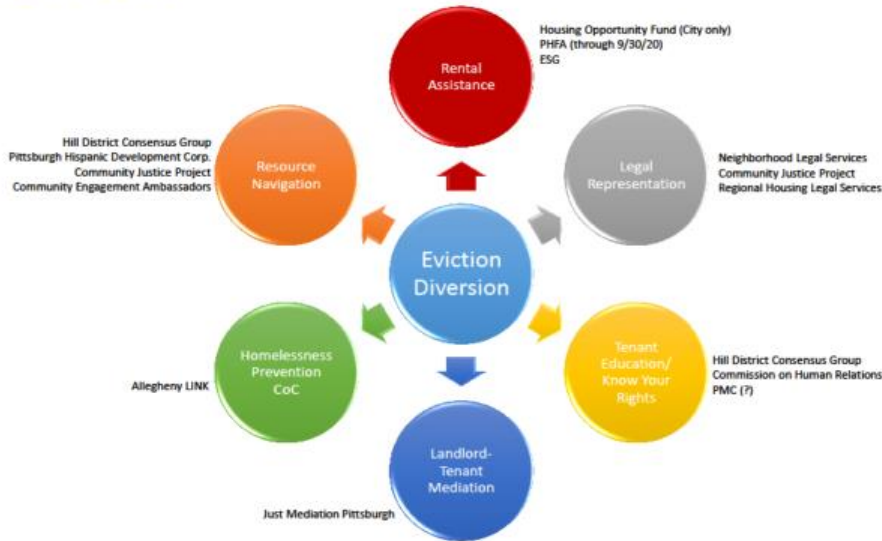 Housing Opportunity Fund (City only)
PHFA (through 9/30/20)
ESG
Rental
Assistance
Hill District Consensus Group
Pittsburgh Hispanic Development Corp.
Community Justice Project
Community Engagement Ambassadors
Resource
Navigation
Legal
Representation
Neighborhood Legal Services
Community Justice Project
Regional Housing Legal Services
Eviction
Diversion
Allegheny LINK
Homelessness
Prevention
CoC
Tenant
Education/
Know Your
Rights
Hill District Consensus Group
Commission on Human Relations
PMC (?)
Landlord-
Tenant
Mediation
Just Mediation Pittsburgh